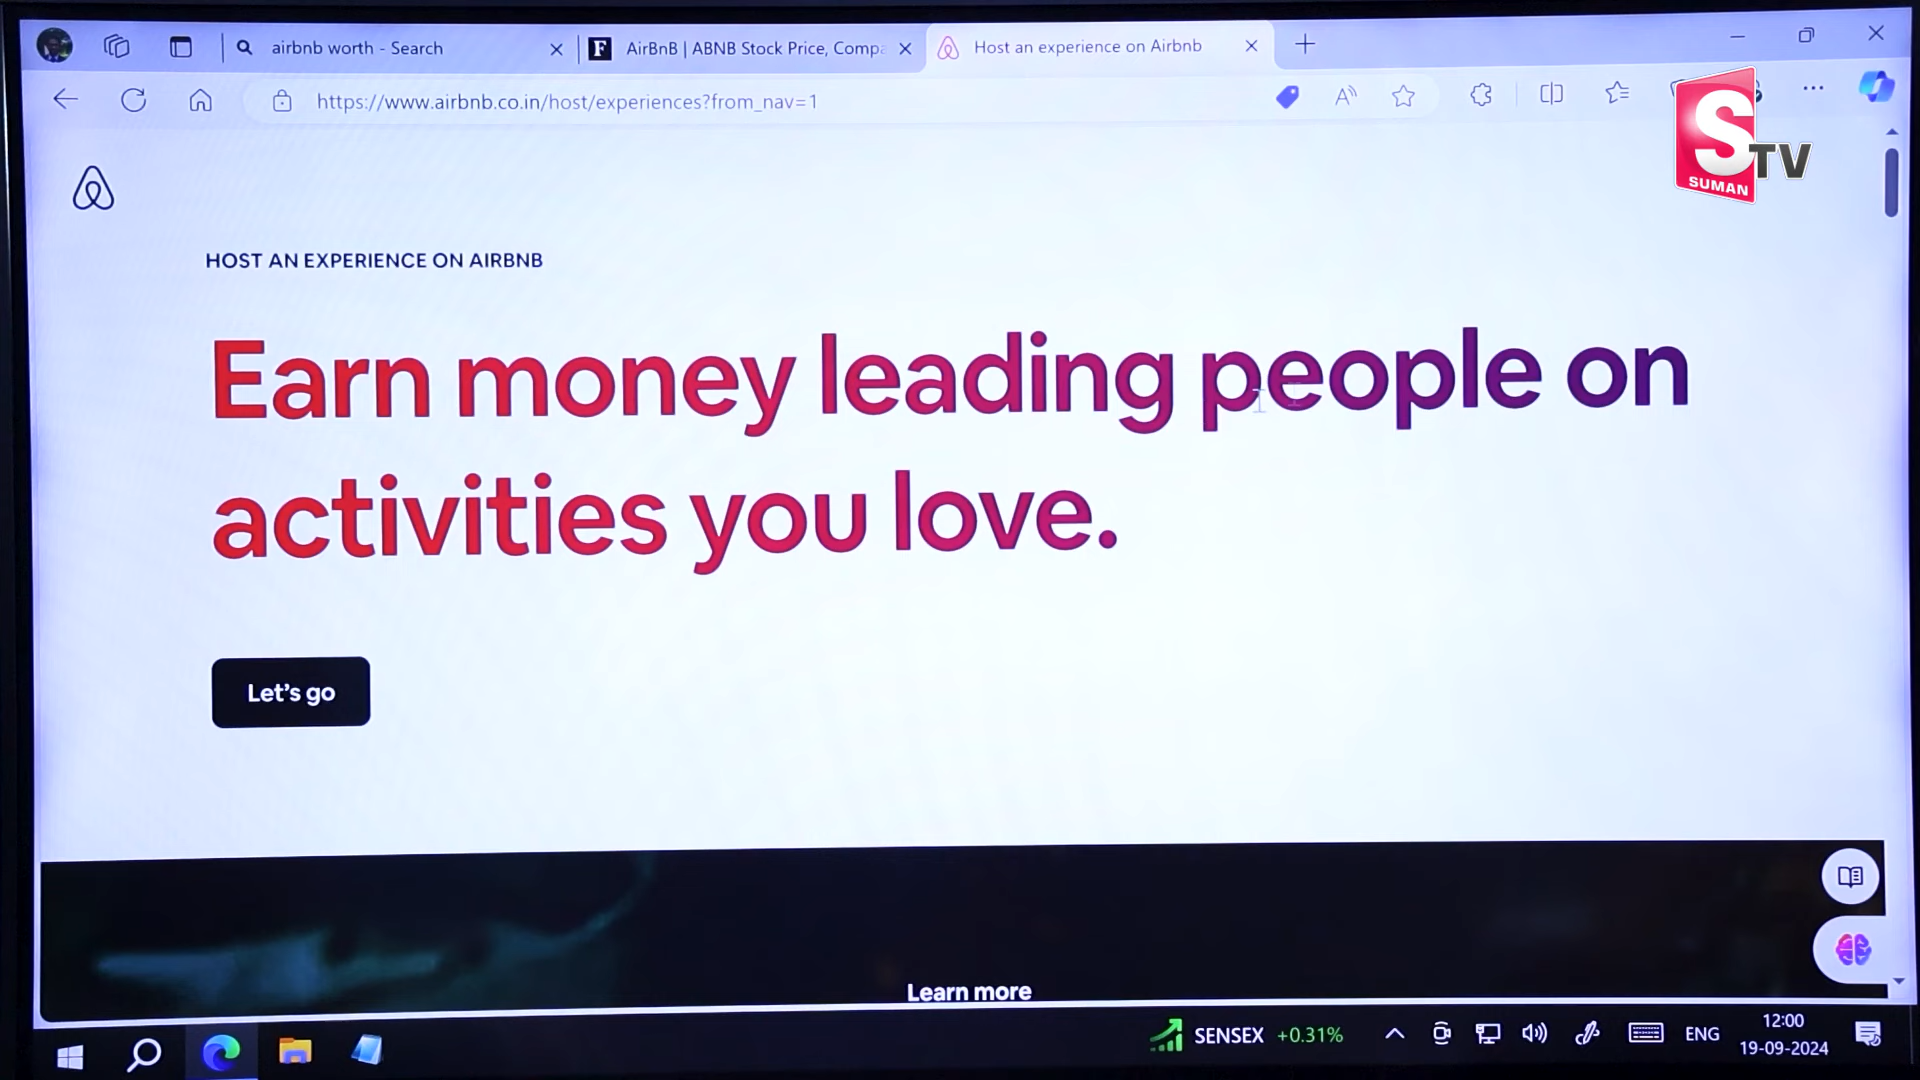 airbnb worth - Search
F
AirBnB | ABNB Stock Price, Compa
Host an experience on Airbnb
https://www.airbnb.co.in/host/experiences?from_nav=1
S TV
SUMAN
HOST AN EXPERIENCE ON AIRBNB
Earn money leading people on
activities you love.
Let's go
Learn more
SENSEX +0.31%
ENG
12:00
19-09-2024